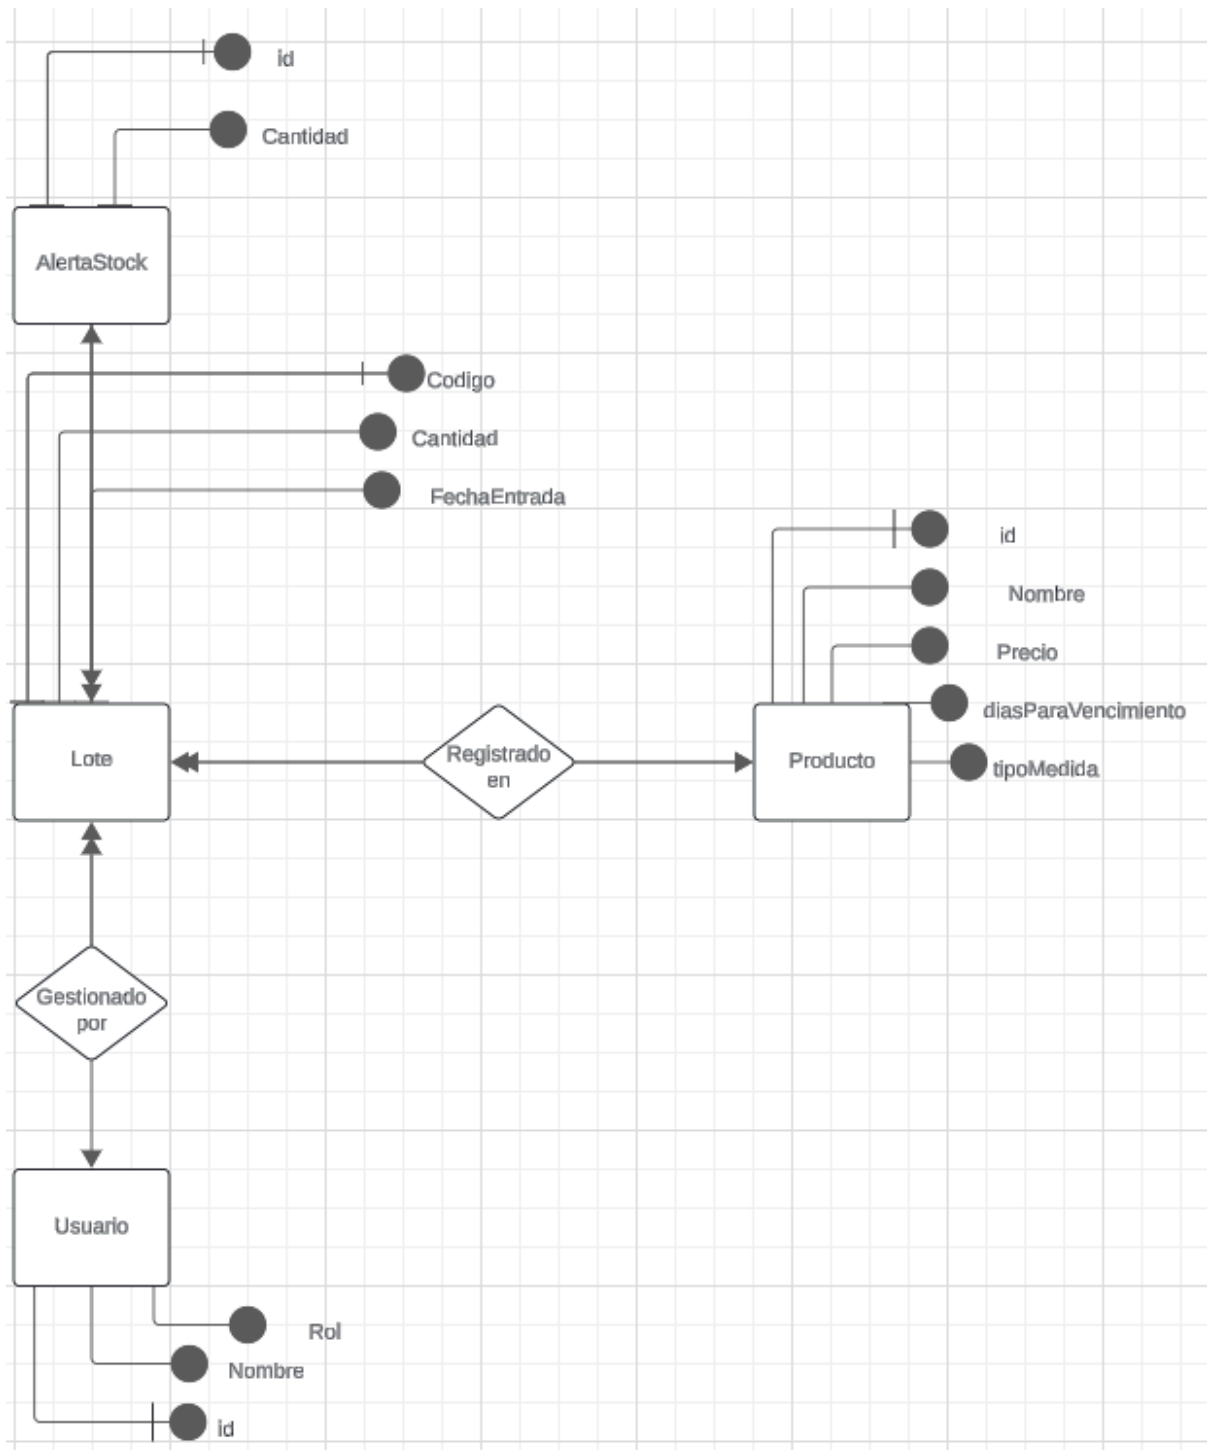 id
Cantidad
AlertaStock
Codigo
Cantidad
FechaEntrada
id
Nombre
Precio
diasParaVencimiento
Lote
Registrado
en
Producto
tipoMedida
Gestionado
por
Usuario
Rol
Nombre
id